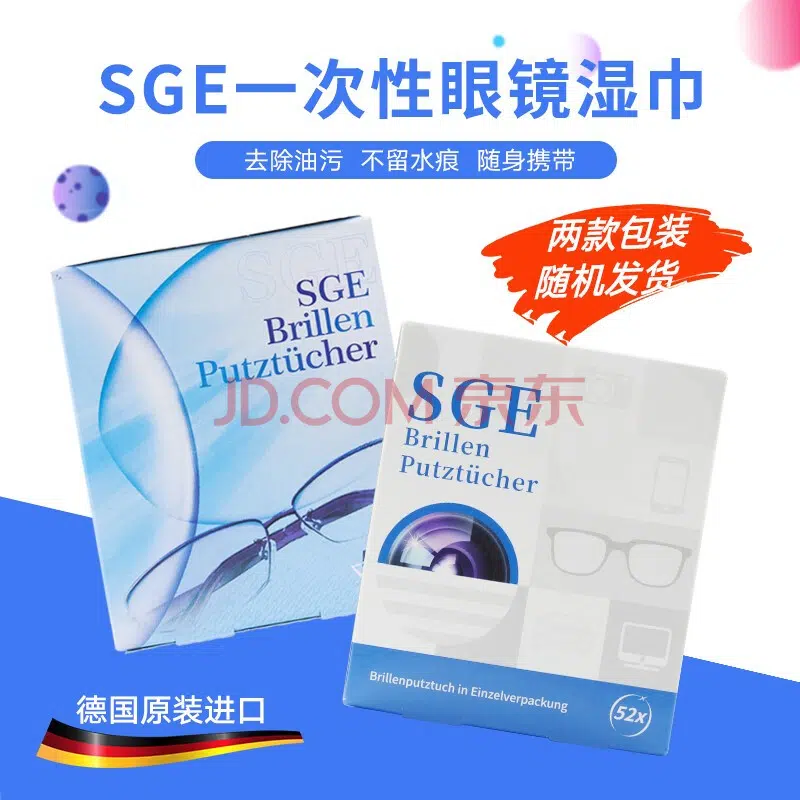 SGE一次性眼镜湿巾
去除油污 不留水痕 随身携带
两款包装
随机发货
SGE
SGE
Brillen
Putztücher
JD.COM 京东
SGE
Brillen
Putztücher
Brillenputztuch in Einzelverpackung
52x
德国原装进口